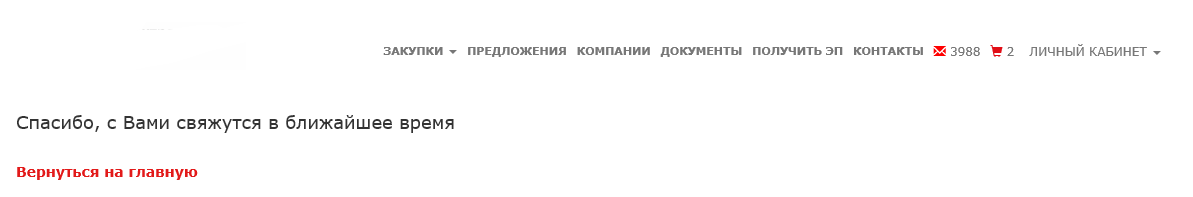 ЗАКУПКИ ПРЕДЛОЖЕНИЯ КОМПАНИИ ДОКУМЕНТЫ ПОЛУЧИТЬ ЭП КОНТАКТЫ 3988 2 ЛИЧНЫЙ КАБИНЕТ
Спасибо, с Вами свяжутся в ближайшее время
Вернуться на главную